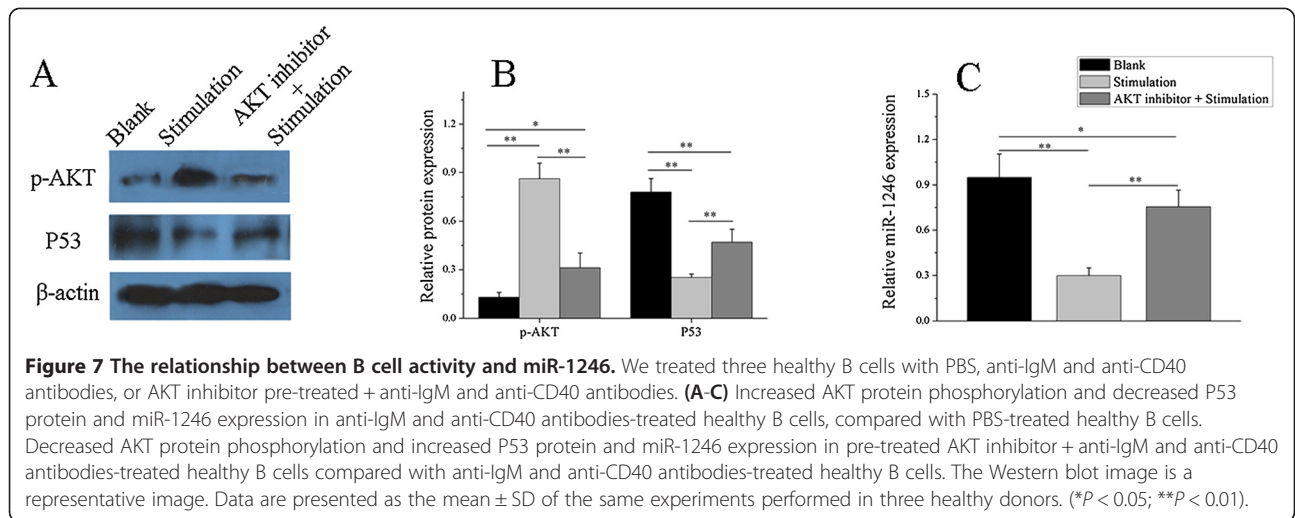 A
Blank
Stimulation
AKT inhibitor
+
Stimulation
p-AKT
P53
β-actin
B
Relative protein expression
1.2
0.9
0.6
0.3
0.0
*
**
**
**
**
**
p-AKT
P53
C
Blank
Stimulation
AKT inhibitor + Stimulation
Relative miR-1246 expression
1.5
1.2
0.9
0.6
0.3
0.0
*
**
**
Figure 7 The relationship between B cell activity and miR-1246. We treated three healthy B cells with PBS, anti-IgM and anti-CD40
antibodies, or AKT inhibitor pre-treated + anti-IgM and anti-CD40 antibodies. (A-C) Increased AKT protein phosphorylation and decreased P53
protein and miR-1246 expression in anti-IgM and anti-CD40 antibodies-treated healthy B cells, compared with PBS-treated healthy B cells.
Decreased AKT protein phosphorylation and increased P53 protein and miR-1246 expression in pre-treated AKT inhibitor + anti-IgM and anti-CD40
antibodies-treated healthy B cells compared with anti-IgM and anti-CD40 antibodies-treated healthy B cells. The Western blot image is a
representative image. Data are presented as the mean ± SD of the same experiments performed in three healthy donors. (*P < 0.05; **P < 0.01).